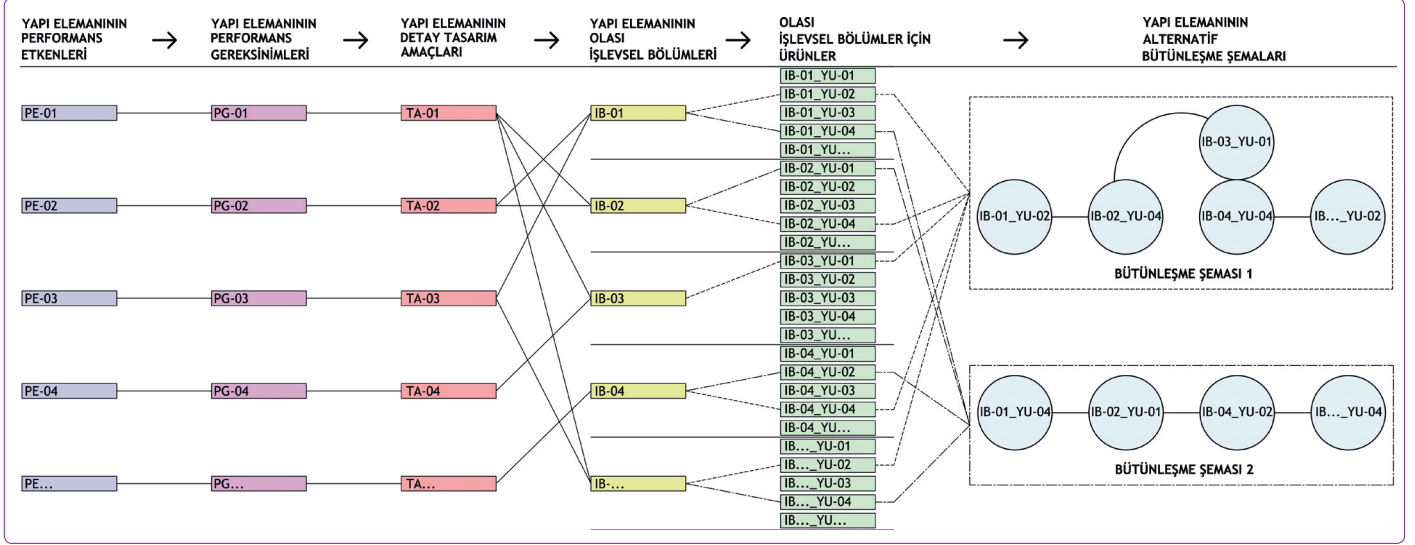 YAPI ELEMANININ
PERFORMANS
ETKENLERİ
YAPI ELEMANININ
PERFORMANS
GEREKSİNİMLERİ
YAPI ELEMANININ
DETAY TASARIM
AMAÇLARI
YAPI ELEMANININ
OLASI
İŞLEVSEL BÖLÜMLERİ
OLASI
İŞLEVSEL BÖLÜMLER İÇİN
ÜRÜNLER
YAPI ELEMANININ
ALTERNATİF
BÜTÜNLEŞME ŞEMALARI
PE-01
PE-02
PE-03
PE-04
PE...
PG-01
PG-02
PG-03
PG-04
PG...
TA-01
TA-02
TA-03
TA-04
TA...
IB-01
IB-02
IB-03
IB-04
IB-...
IB-01_YU-01
IB-01_YU-02
IB-01_YU-03
IB-01_YU-04
IB-01_YU...
IB-02_YU-01
IB-02_YU-02
IB-02_YU-03
IB-02_YU-04
IB-02_YU...
IB-03_YU-01
IB-03_YU-02
IB-03_YU-03
IB-03_YU-04
IB-03_YU...
IB-04_YU-01
IB-04_YU-02
IB-04_YU-03
IB-04_YU-04
IB-04_YU...
IB..._YU-01
IB..._YU-02
IB..._YU-03
IB..._YU-04
IB..._YU...
IB-03_YU-01
IB-01_YU-02
IB-02_YU-04
IB-04_YU-04
IB..._YU-02
BÜTÜNLEŞME ŞEMASI 1
IB-01_YU-04
IB-02_YU-01
IB-04_YU-02
IB..._YU-04
BÜTÜNLEŞME ŞEMASI 2